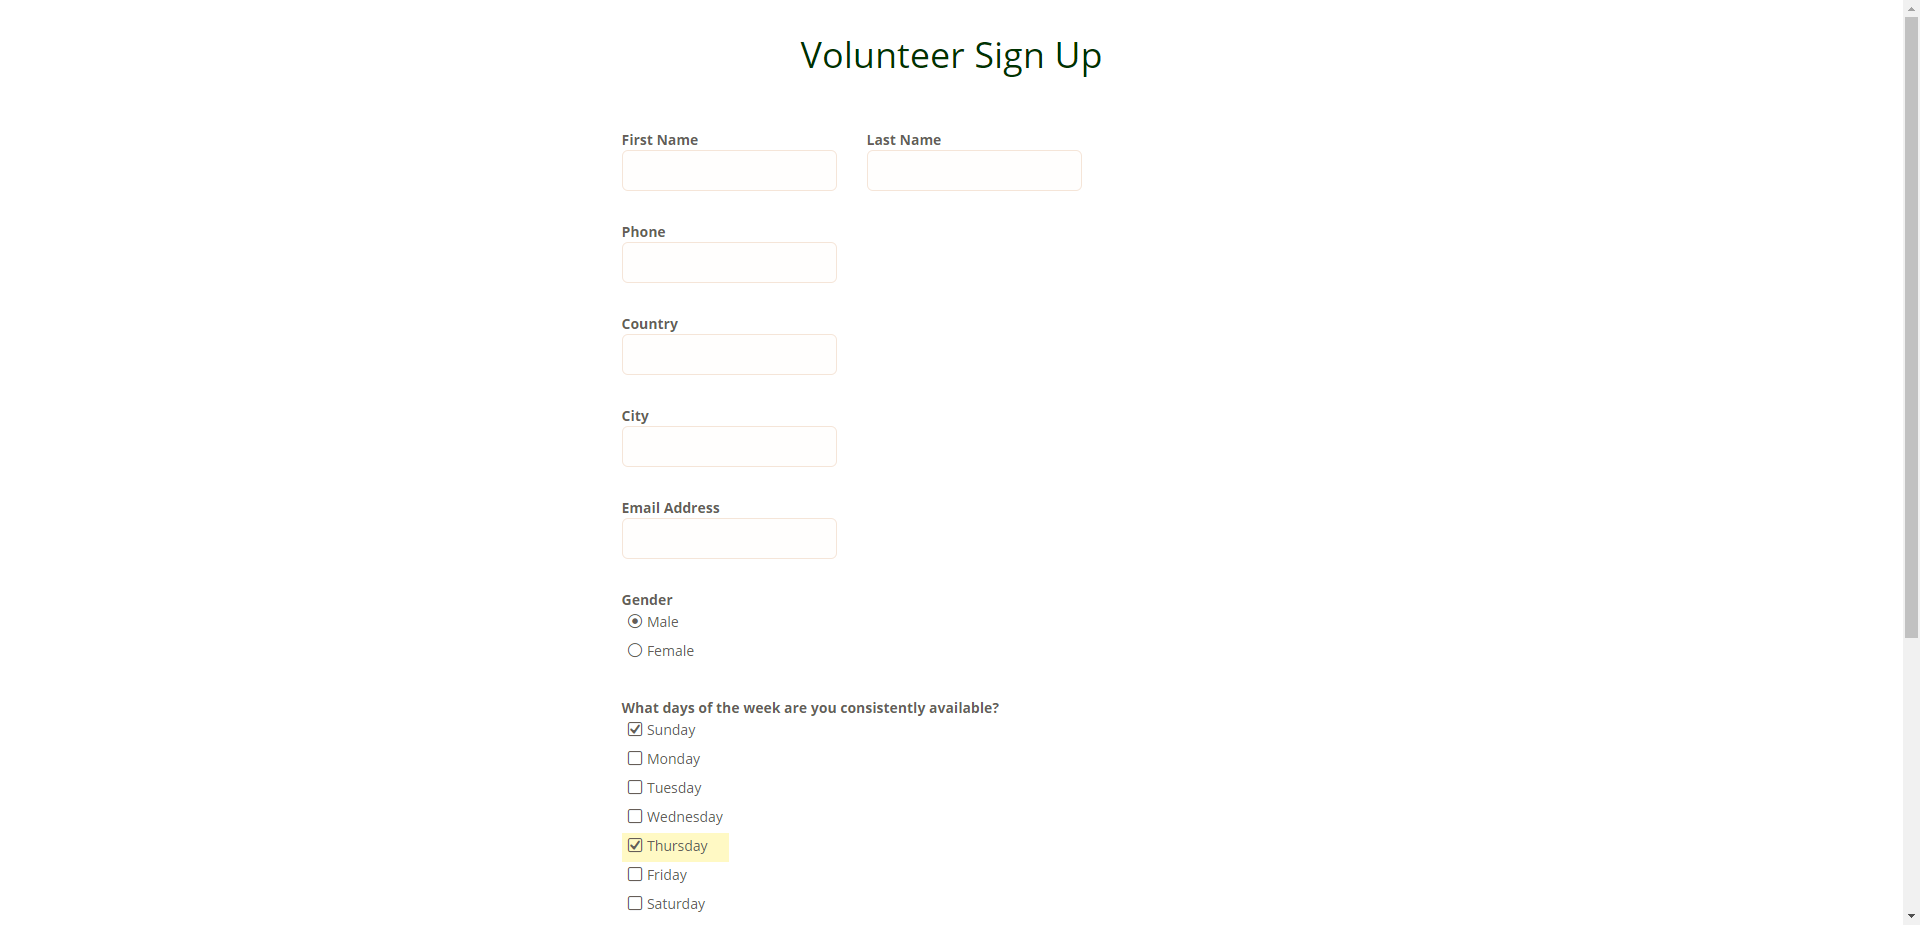 Volunteer Sign Up
First Name
Last Name
Phone
Country
City
Email Address
Gender
Male
Female
What days of the week are you consistently available?
Sunday
Monday
Tuesday
Wednesday
Thursday
Friday
Saturday